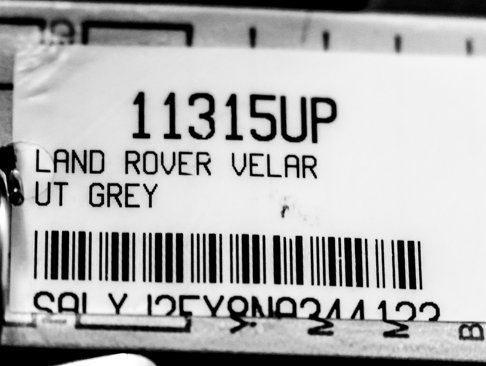 11315UP
LAND ROVER VELAR
UT GREY